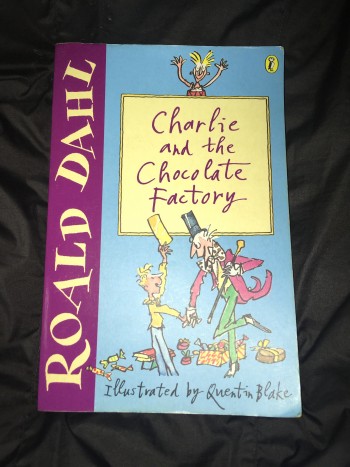 ROALD DAHL
Charlie
and the
Chocolate
Factory
Illustrated by Quentin Blake